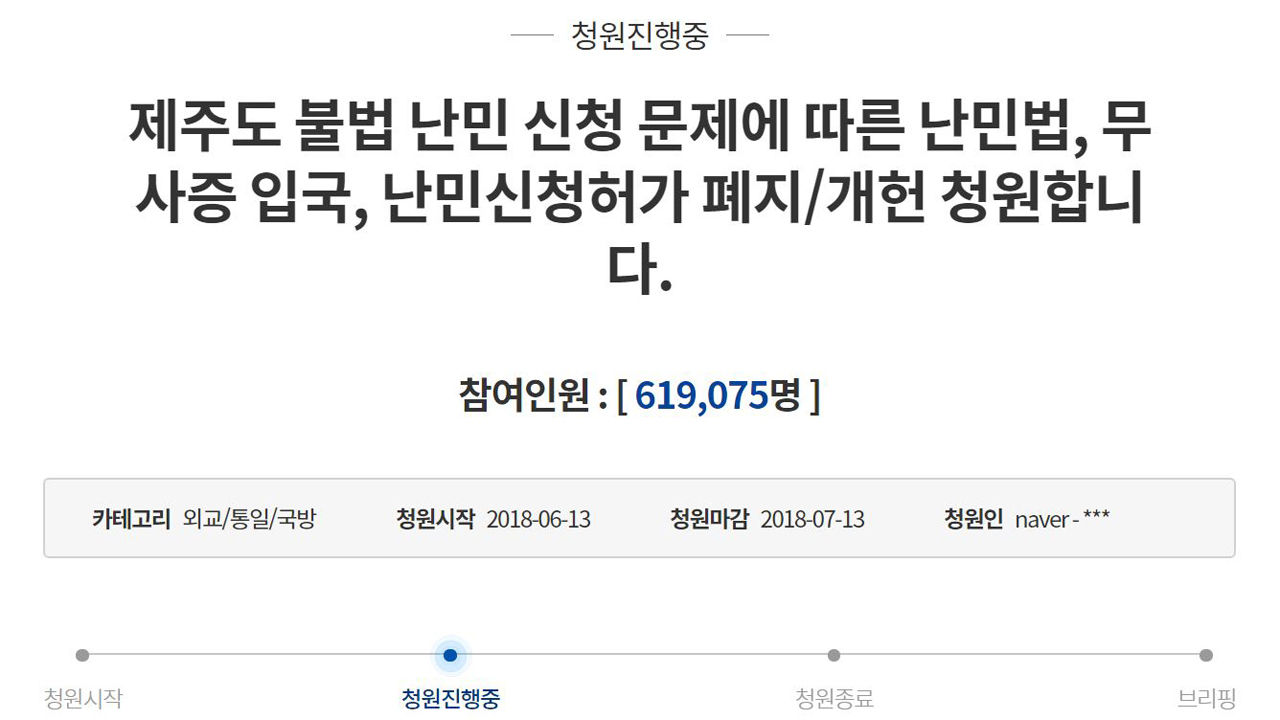 청원진행중
제주도 불법 난민 신청 문제에 따른 난민법, 무
사증 입국, 난민신청허가 폐지/개헌 청원합니
다.
참여인원 : [ 619,075명 ]
카테고리 외교/통일/국방 청원시작 2018-06-13 청원마감 2018-07-13 청원인 naver - ***
청원시작 청원진행중 청원종료 브리핑